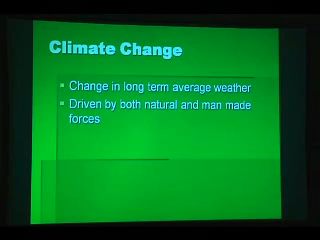 Climate Change
Change in long term average weather
Driven by both natural and man made
forces